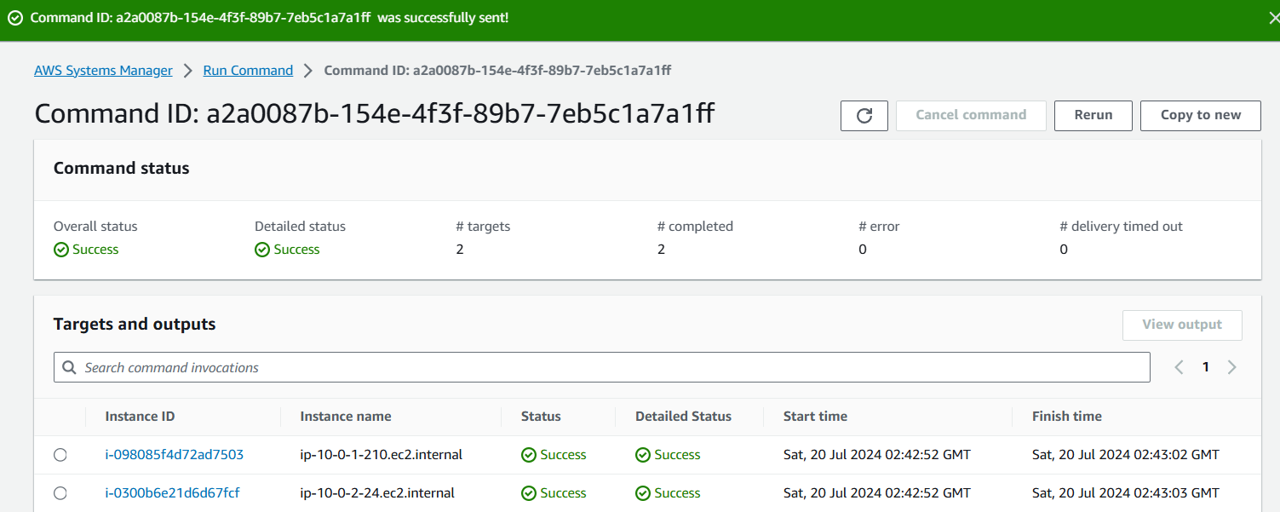 Command ID: a2a0087b-154e-4f3f-89b7-7eb5c1a7a1ff was successfully sent!
AWS Systems Manager > Run Command > Command ID: a2a0087b-154e-4f3f-89b7-7eb5c1a7a1ff
Command ID: a2a0087b-154e-4f3f-89b7-7eb5c1a7a1ff
Cancel command Rerun Copy to new
Command status
Overall status Detailed status # targets # completed # error # delivery timed out
Success Success 2 2 0 0
Targets and outputs View output
Search command invocations 1
Instance ID Instance name Status Detailed Status Start time Finish time
i-098085f4d72ad7503 ip-10-0-1-210.ec2.internal Success Success Sat, 20 Jul 2024 02:42:52 GMT Sat, 20 Jul 2024 02:43:02 GMT
i-0300b6e21d6d67fcf ip-10-0-2-24.ec2.internal Success Success Sat, 20 Jul 2024 02:42:52 GMT Sat, 20 Jul 2024 02:43:03 GMT